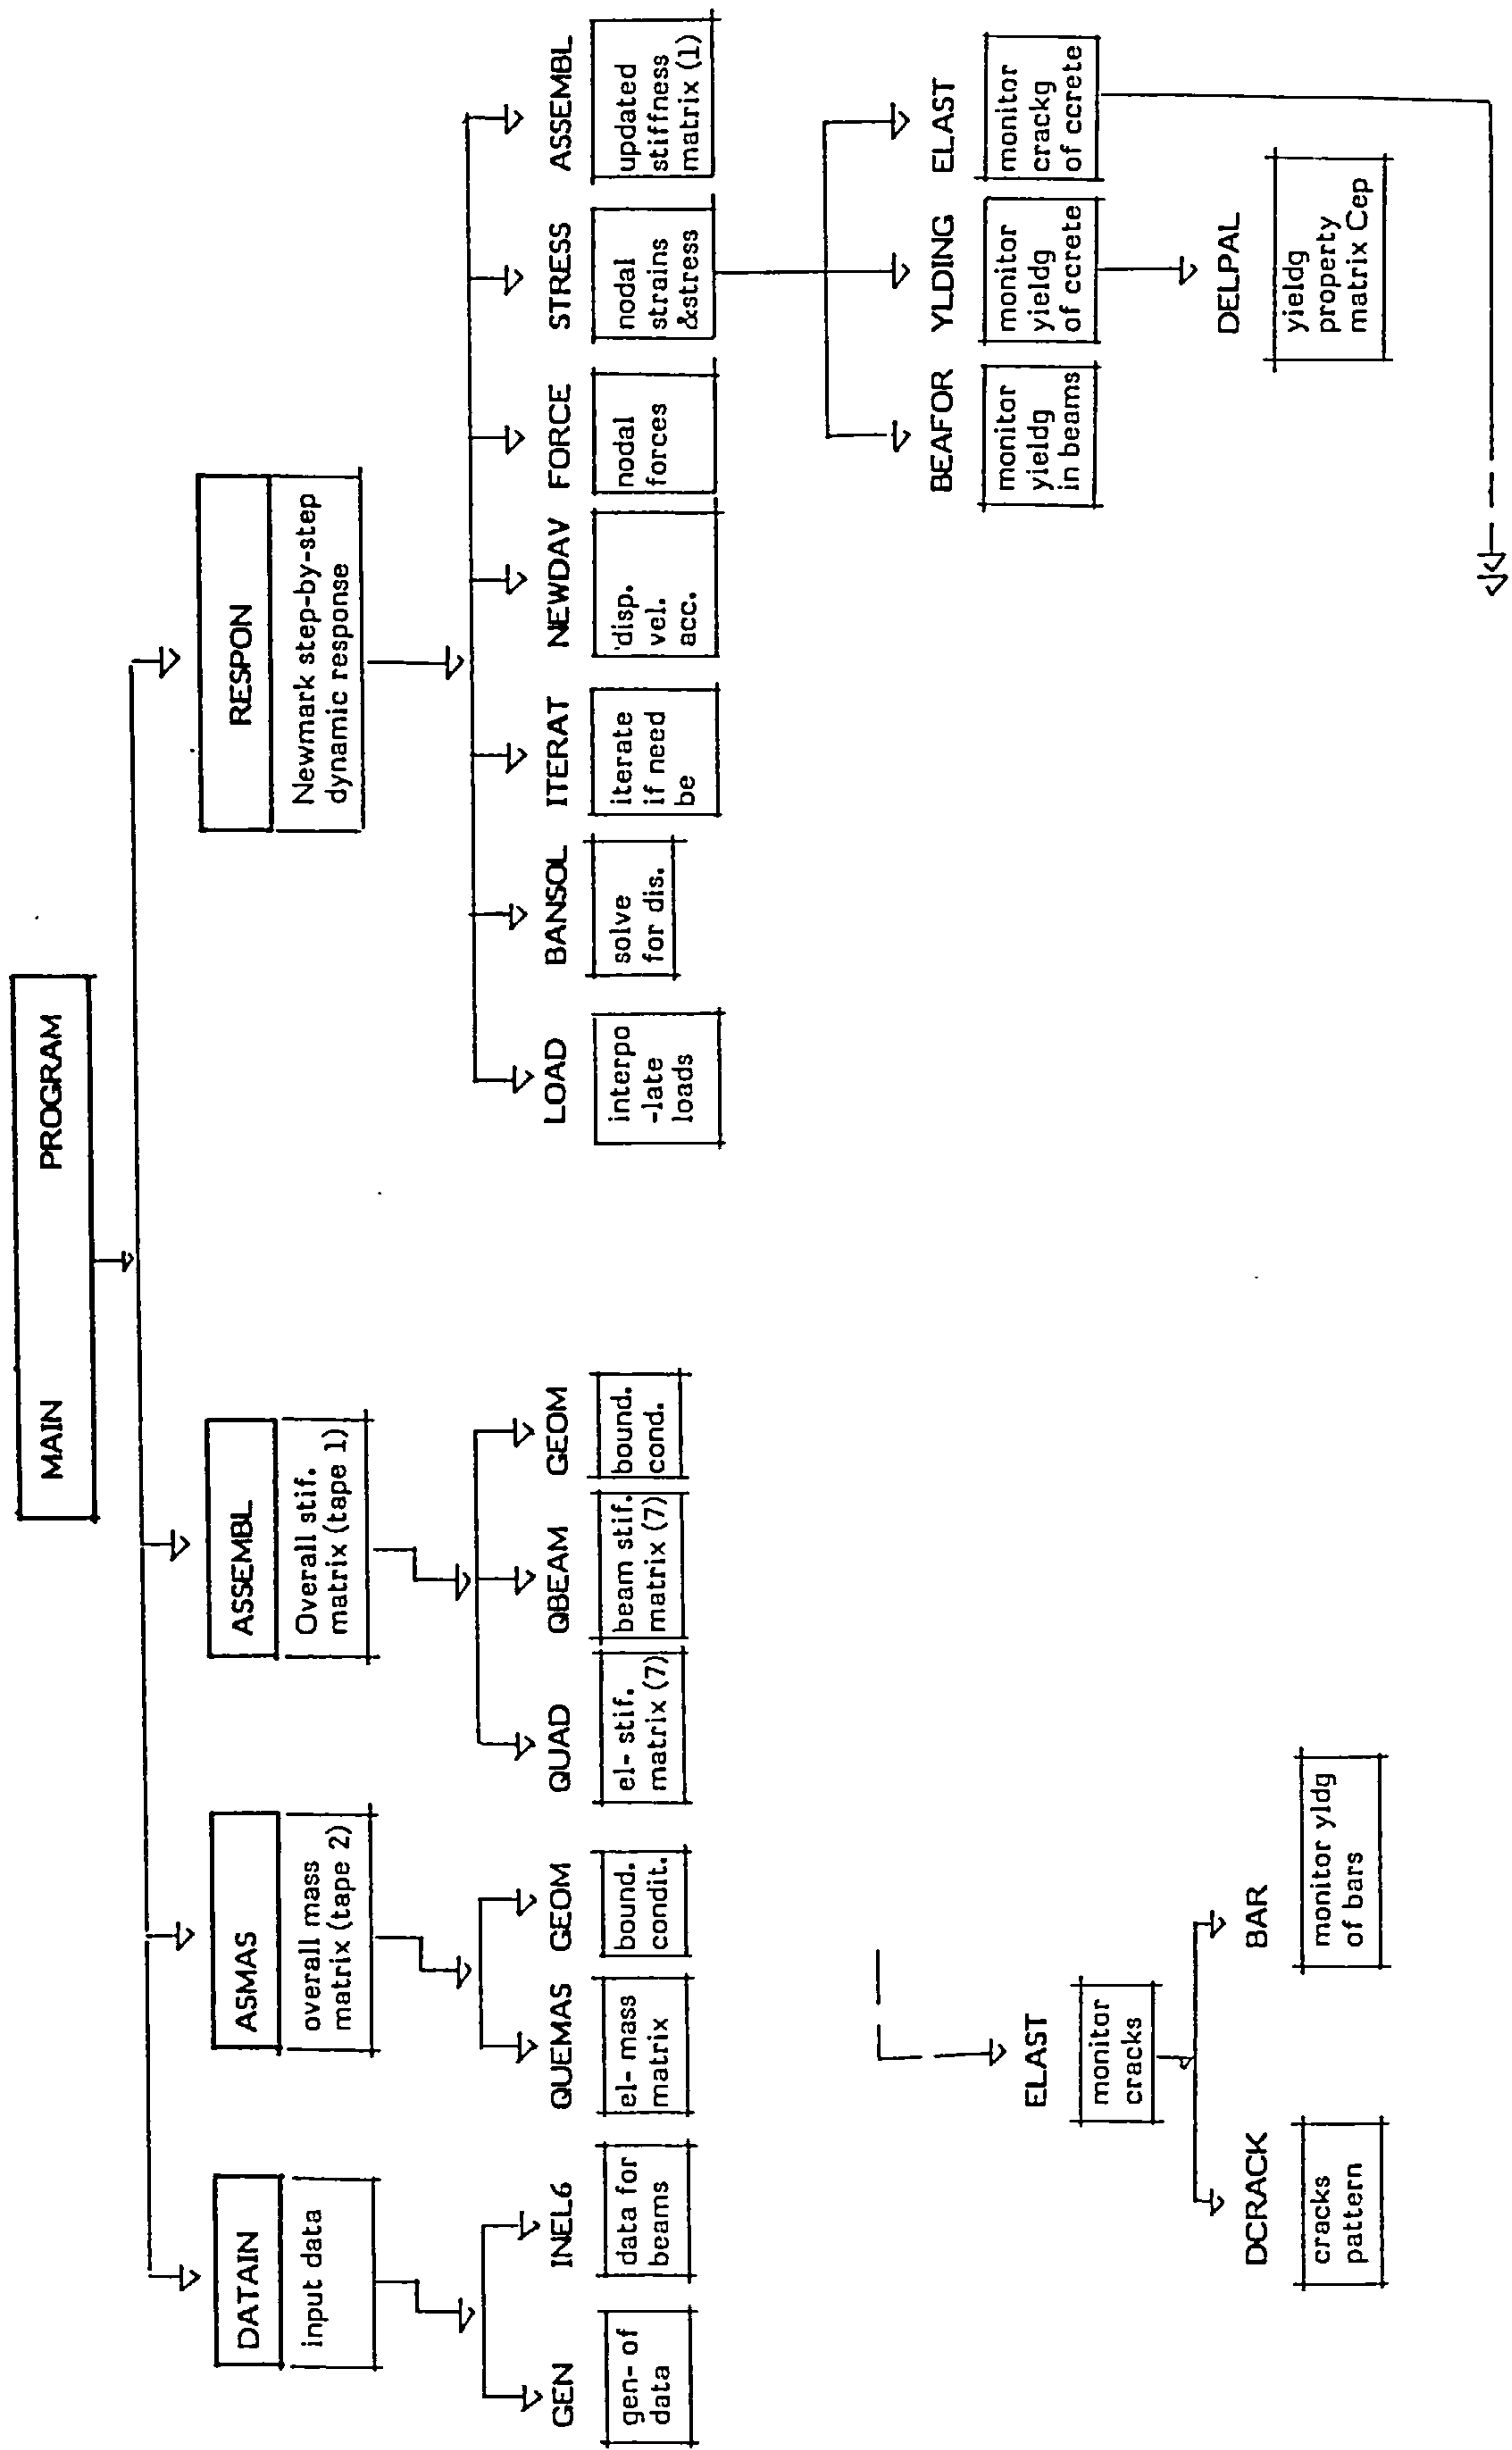 MAIN PROGRAM
DATAIN
input data
ASMAS
overall mass
matrix (tape 2)
ASSEMBL
Overall stif.
matrix (tape 1)
RESPON
Newmark step-by-step
dynamic response
GEN
gen- of
data
INEL6
data for
beams
QUEMAS
el- mass
matrix
GEOM
bound.
condit.
QUAD
el- stif.
matrix (7)
QBEAM
beam stif.
matrix (7)
GEOM
bound.
cond.
LOAD
interpo
-late
loads
BANSOL
solve
for dis.
ITERAT
iterate
if need
be
NEWDAV
disp.
vel.
acc.
FORCE
nodal
forces
STRESS
nodal
strains
&stress
ASSEMBL
updated
stiffness
matrix (1)
BEAFOR
monitor
yieldg
in beams
YLDING
monitor
yieldg
of ccrete
ELAST
monitor
crackg
of ccrete
DELPAL
yieldg
property
matrix Cep
ELAST
monitor
cracks
DCRACK
cracks
pattern
BAR
monitor yldg
of bars